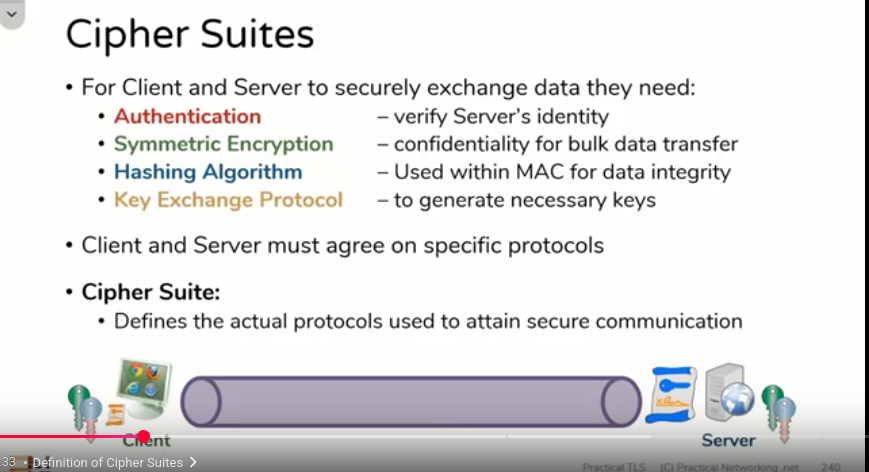 Cipher Suites
• For Client and Server to securely exchange data they need:
• Authentication – verify Server's identity
• Symmetric Encryption – confidentiality for bulk data transfer
• Hashing Algorithm – Used within MAC for data integrity
• Key Exchange Protocol – to generate necessary keys
• Client and Server must agree on specific protocols
• Cipher Suite:
• Defines the actual protocols used to attain secure communication
Client
Server
:33 • Definition of Cipher Suites
Practical TLS (C) Practical Networking .net 240